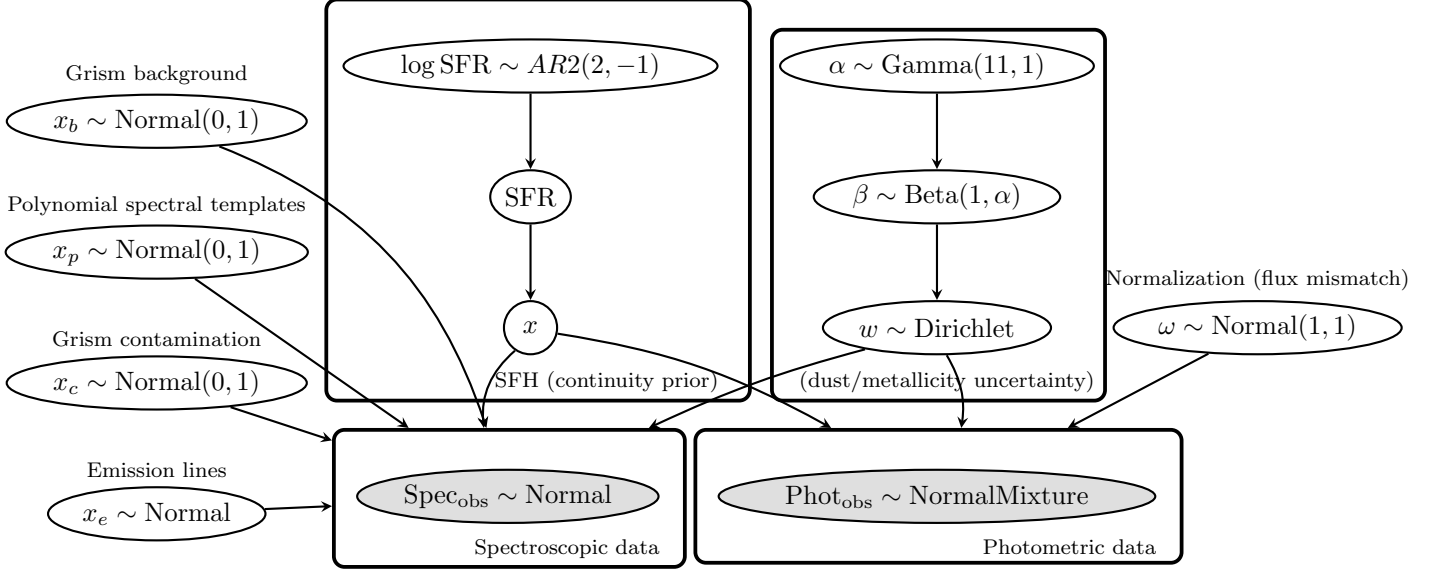 Grism background
x_b ∼ Normal(0, 1)
Polynomial spectral templates
x_p ∼ Normal(0, 1)
Grism contamination
x_c ∼ Normal(0, 1)
Emission lines
x_e ∼ Normal
log SFR ∼ AR2(2, −1)
SFR
x
SFH (continuity prior)
α ∼ Gamma(11, 1)
β ∼ Beta(1, α)
w ∼ Dirichlet
(dust/metallicity uncertainty)
Normalization (flux mismatch)
ω ∼ Normal(1, 1)
Spec_obs ∼ Normal
Spectroscopic data
Phot_obs ∼ NormalMixture
Photometric data